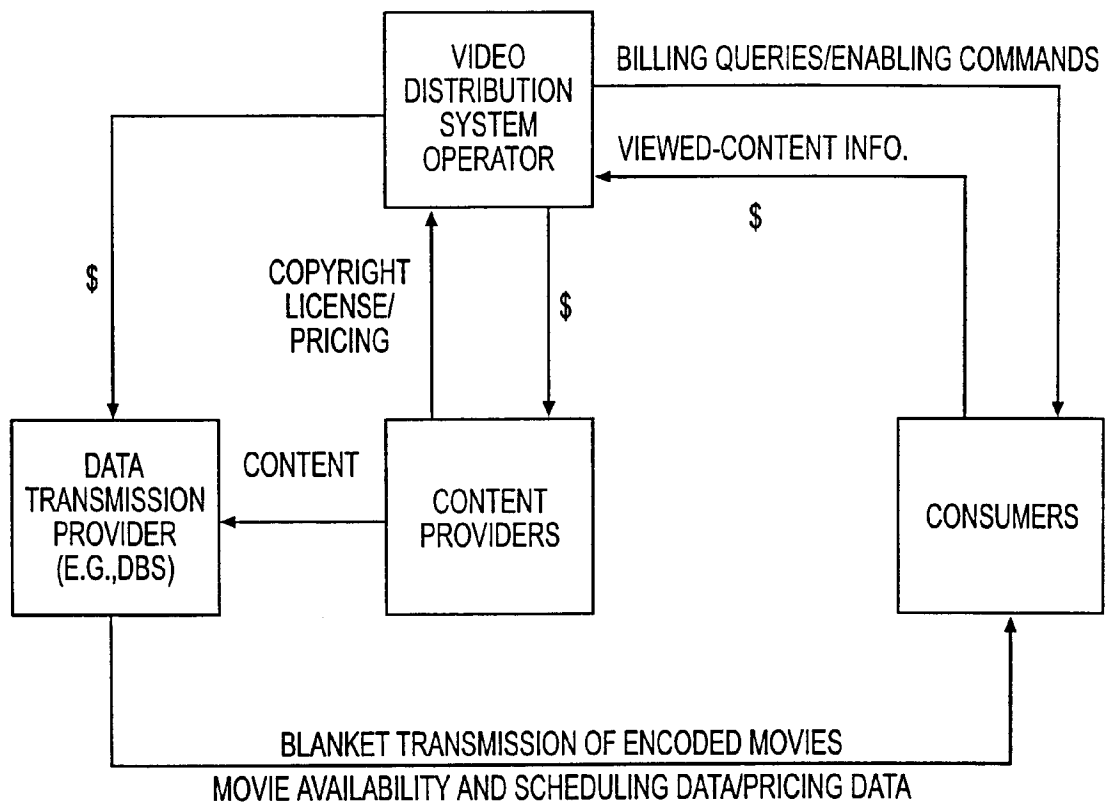 VIDEO
DISTRIBUTION
SYSTEM
OPERATOR
BILLING QUERIES/ENABLING COMMANDS
VIEWED-CONTENT INFO.
$
$
COPYRIGHT
LICENSE/
PRICING
$
DATA
TRANSMISSION
PROVIDER
(E.G.,DBS)
CONTENT
CONTENT
PROVIDERS
CONSUMERS
BLANKET TRANSMISSION OF ENCODED MOVIES
MOVIE AVAILABILITY AND SCHEDULING DATA/PRICING DATA